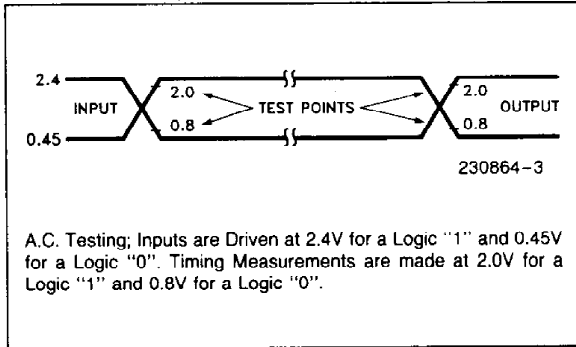 2.4
2.0
2.0
INPUT
TEST POINTS
OUTPUT
0.8
0.8
0.45
230864-3
A.C. Testing; Inputs are Driven at 2.4V for a Logic "1" and 0.45V
for a Logic "0". Timing Measurements are made at 2.0V for a
Logic "1" and 0.8V for a Logic "0".